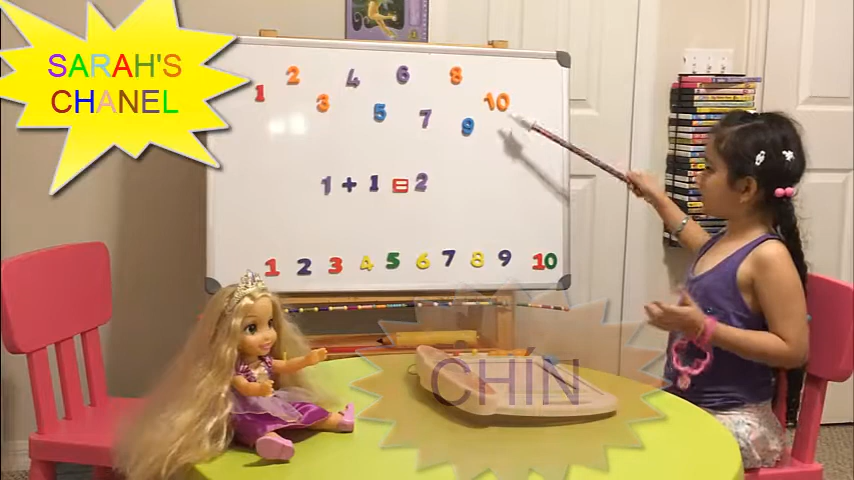 SARAH'S
CHANEL
1 2 3 4 5 6 7 8 9 10
1 + 1 = 2
1 2 3 4 5 6 7 8 9 10
CHÍN